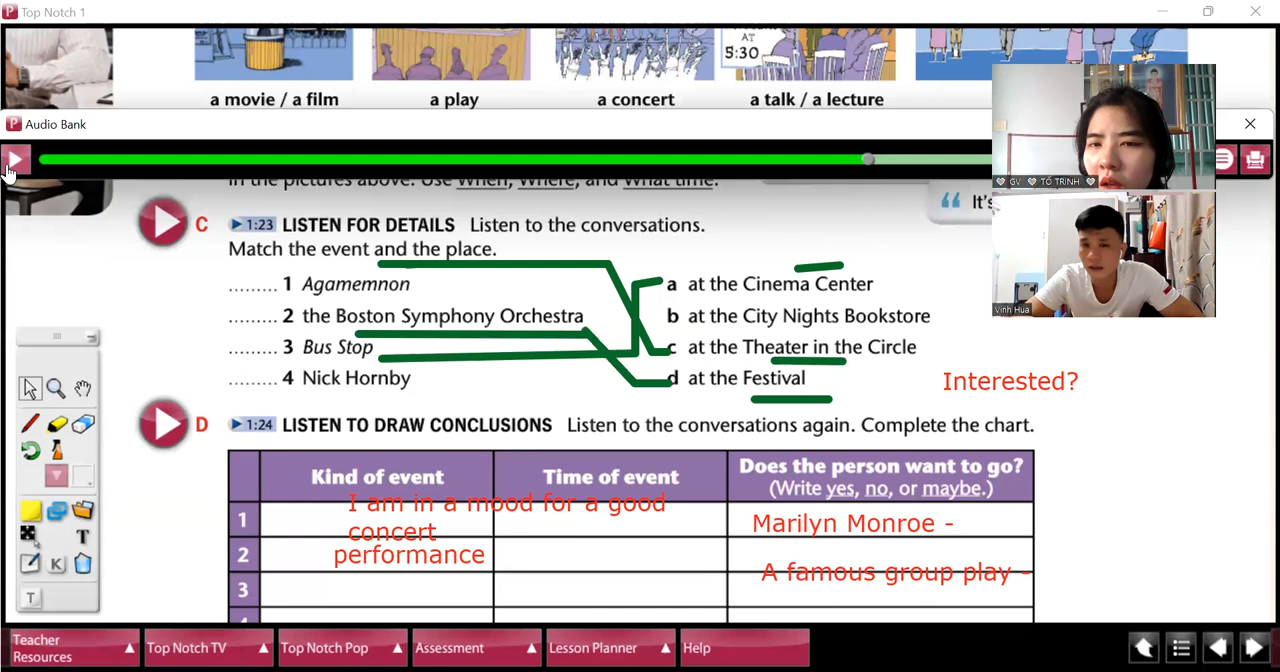 Top Notch 1
AT
5:30
a movie / a film
a play
a concert
a talk / a lecture
Audio Bank
GV TỐ TRINH
in the pictures above. Use When, Where, and What time.
“ It's
C 1:23 LISTEN FOR DETAILS Listen to the conversations.
Match the event and the place.
......... 1 Agamemnon
a at the Cinema Center
......... 2 the Boston Symphony Orchestra
b at the City Nights Bookstore
......... 3 Bus Stop
c at the Theater in the Circle
......... 4 Nick Hornby
d at the Festival
Vinh Hua
Interested?
D 1:24 LISTEN TO DRAW CONCLUSIONS Listen to the conversations again. Complete the chart.
Kind of event
Time of event
Does the person want to go?
(Write yes, no, or maybe.)
1
I am in a mood for a good
concert
Marilyn Monroe -
2
performance
A famous group play -
3
4
T
K
T
Teacher
Resources
Top Notch TV
Top Notch Pop
Assessment
Lesson Planner
Help